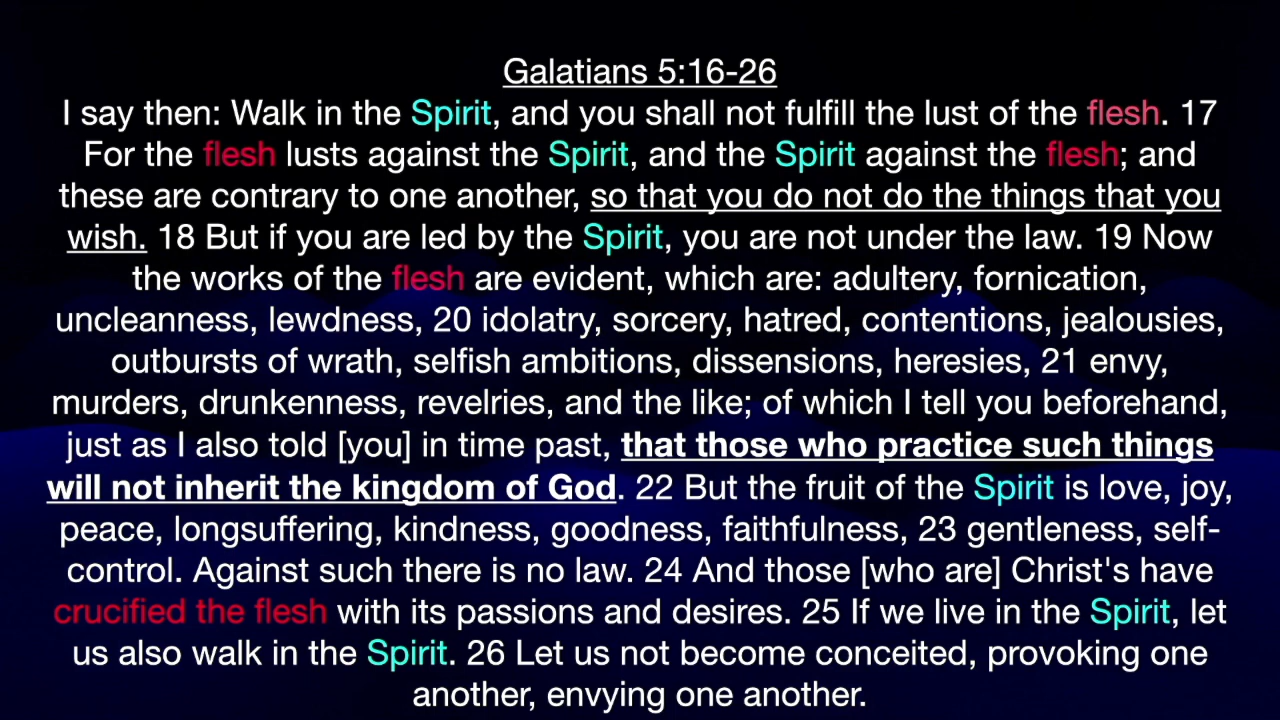 Galatians 5:16-26
I say then: Walk in the Spirit, and you shall not fulfill the lust of the flesh. 17
For the flesh lusts against the Spirit, and the Spirit against the flesh; and
these are contrary to one another, so that you do not do the things that you
wish. 18 But if you are led by the Spirit, you are not under the law. 19 Now
the works of the flesh are evident, which are: adultery, fornication,
uncleanness, lewdness, 20 idolatry, sorcery, hatred, contentions, jealousies,
outbursts of wrath, selfish ambitions, dissensions, heresies, 21 envy,
murders, drunkenness, revelries, and the like; of which I tell you beforehand,
just as I also told [you] in time past, that those who practice such things
will not inherit the kingdom of God. 22 But the fruit of the Spirit is love, joy,
peace, longsuffering, kindness, goodness, faithfulness, 23 gentleness, self-
control. Against such there is no law. 24 And those [who are] Christ's have
crucified the flesh with its passions and desires. 25 If we live in the Spirit, let
us also walk in the Spirit. 26 Let us not become conceited, provoking one
another, envying one another.